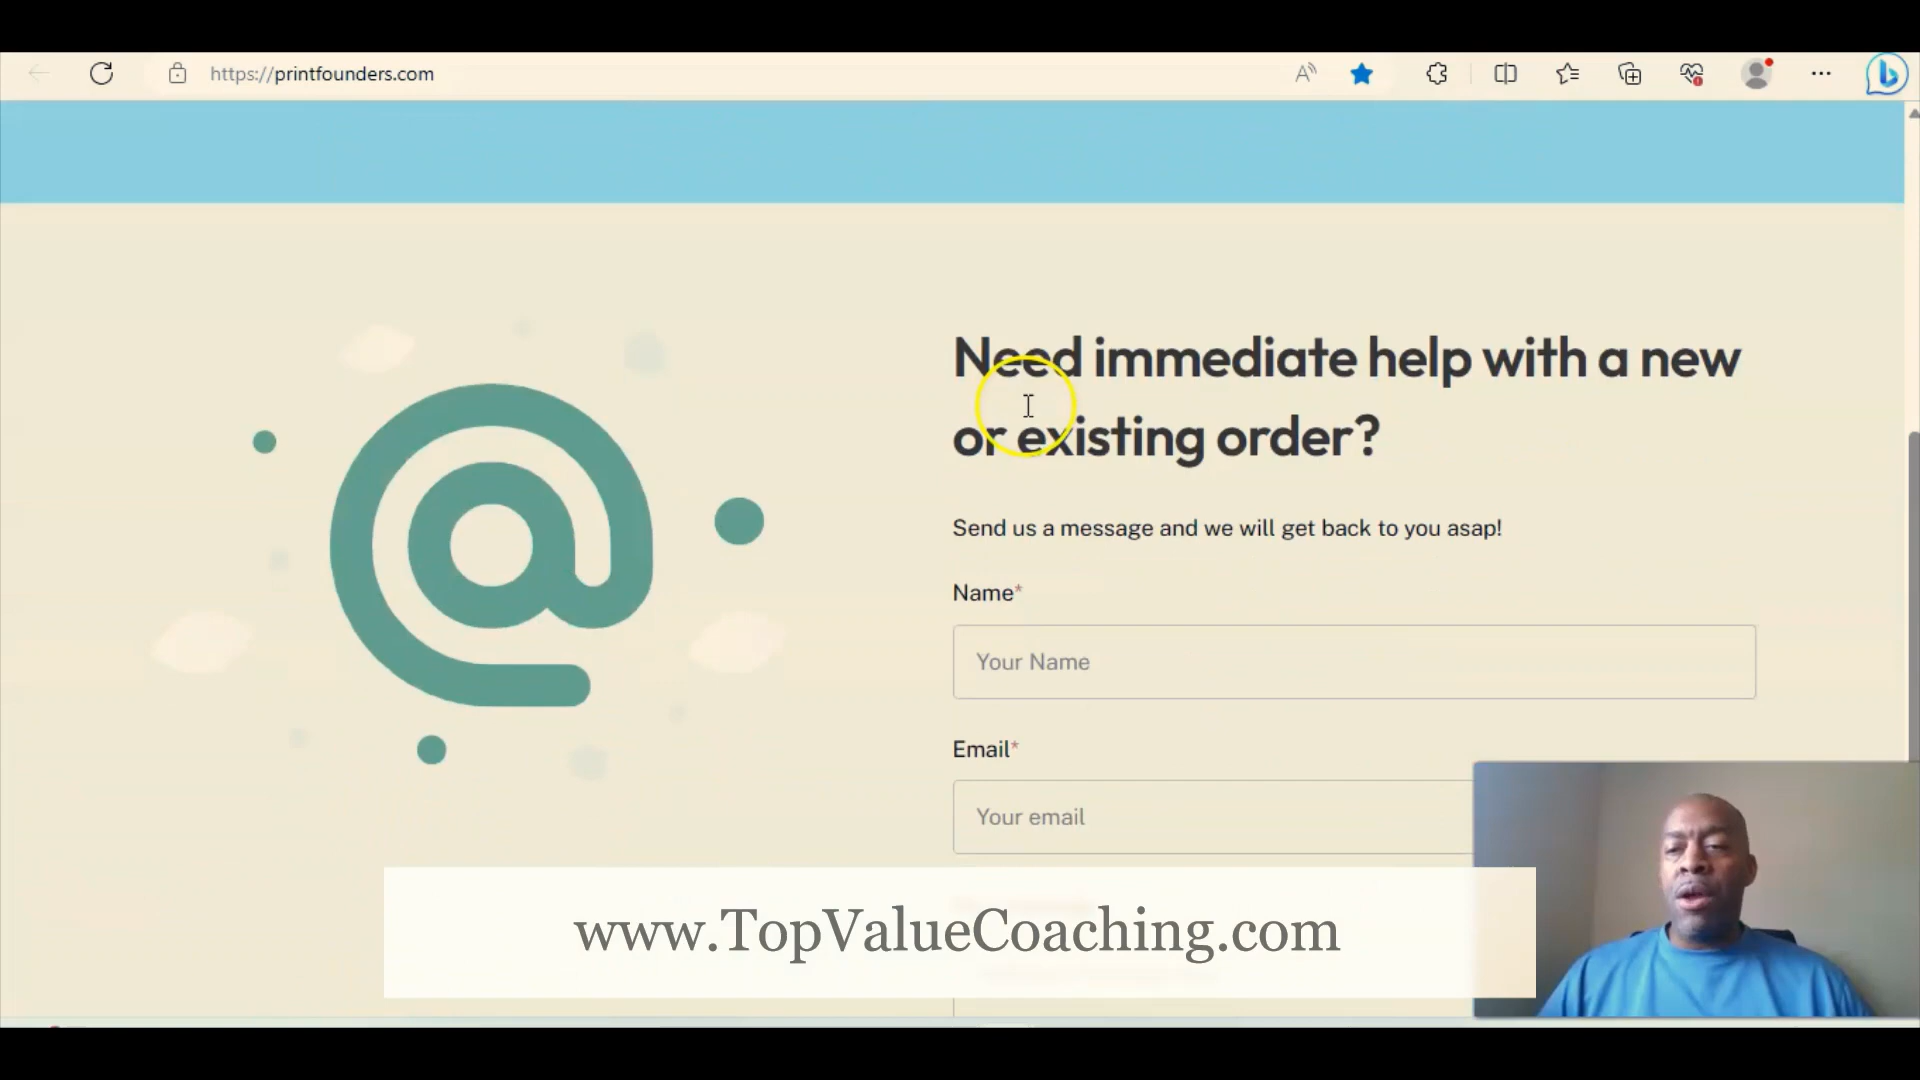 https://printfounders.com
Need immediate help with a new
or existing order?
Send us a message and we will get back to you asap!
Name*
Your Name
Email*
Your email
www.TopValueCoaching.com